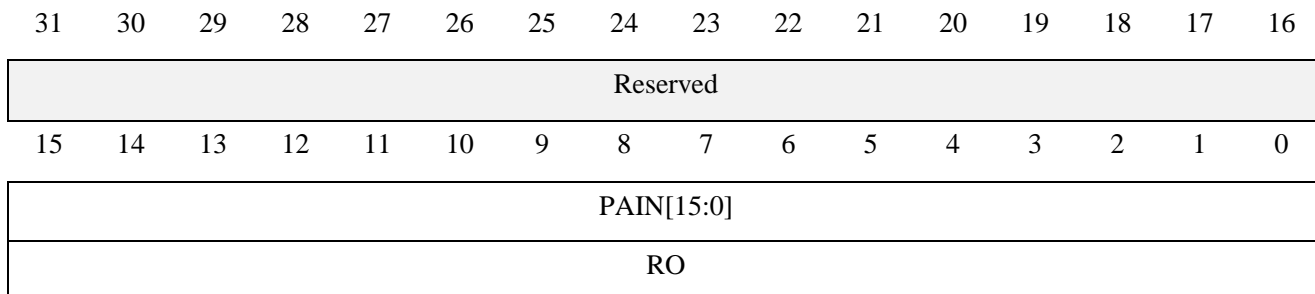 31 30 29 28 27 26 25 24 23 22 21 20 19 18 17 16
Reserved
15 14 13 12 11 10 9 8 7 6 5 4 3 2 1 0
PAIN[15:0]
RO